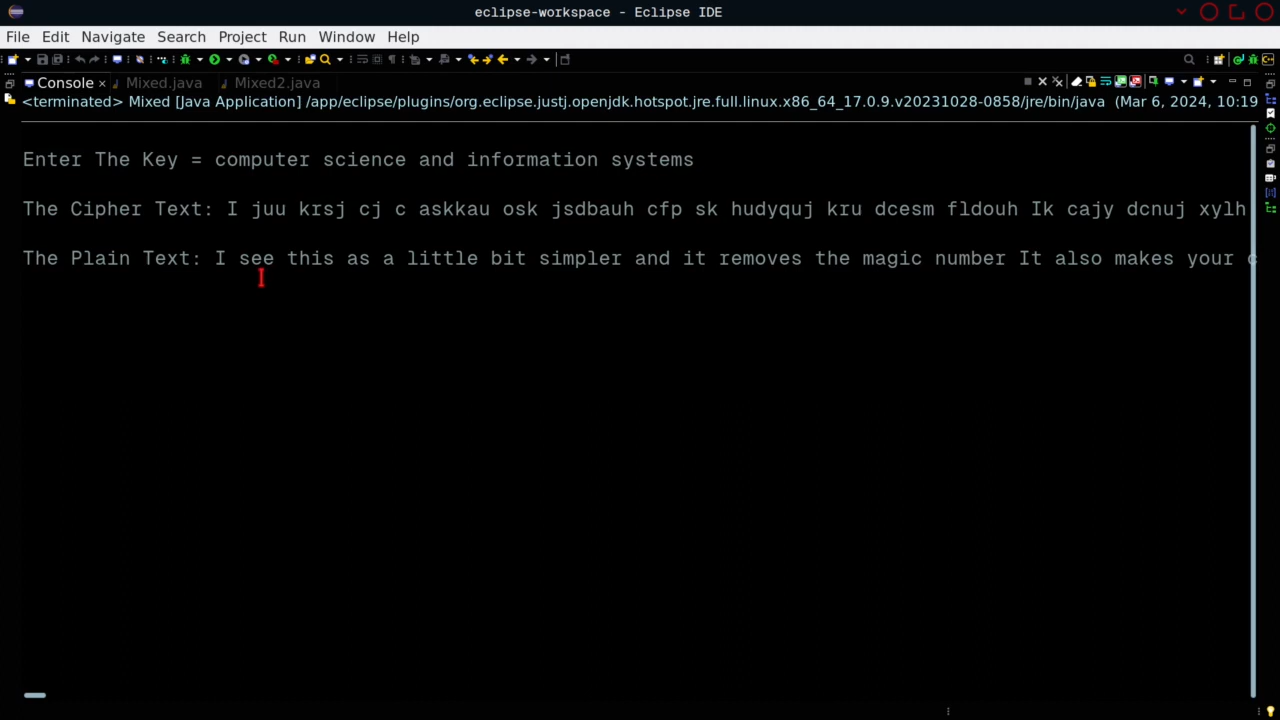 eclipse-workspace - Eclipse IDE
File Edit Navigate Search Project Run Window Help
Console × Mixed.java Mixed2.java
<terminated> Mixed [Java Application] /app/eclipse/plugins/org.eclipse.justj.openjdk.hotspot.jre.full.linux.x86_64_17.0.9.v20231028-0858/jre/bin/java (Mar 6, 2024, 10:19
Enter The Key = computer science and information systems
The Cipher Text: I juu krsj cj c askkau osk jsdbauh cfp sk hudyquj kru dcesm fldouh Ik cajy dcnuj xylh
The Plain Text: I see this as a little bit simpler and it removes the magic number It also makes your